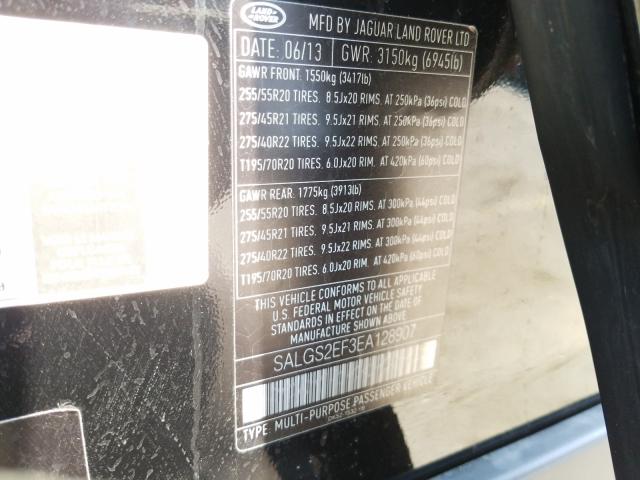 LAND ROVER
MFD BY JAGUAR LAND ROVER LTD
DATE: 06/13 GWR: 3150kg (6945lb)
GAWR FRONT: 1550kg (3417lb)
255/55R20 TIRES. 8.5Jx20 RIMS. AT 250kPa (36psi) COLD
275/45R21 TIRES. 9.5Jx21 RIMS. AT 250kPa (36psi) COLD
275/40R22 TIRES. 9.5Jx22 RIMS. AT 250kPa (36psi) COLD
T195/70R20 TIRES. 6.0Jx20 RIM. AT 420kPa (60psi) COLD
GAWR REAR: 1775kg (3913lb)
255/55R20 TIRES. 8.5Jx20 RIMS. AT 300kPa (44psi) COLD
275/45R21 TIRES. 9.5Jx21 RIMS. AT 300kPa (44psi) COLD
275/40R22 TIRES. 9.5Jx22 RIMS. AT 300kPa (44psi) COLD
T195/70R20 TIRES. 6.0Jx20 RIM. AT 420kPa (60psi) COLD
THIS VEHICLE CONFORMS TO ALL APPLICABLE
U.S. FEDERAL MOTOR VEHICLE SAFETY
STANDARDS IN EFFECT ON THE DATE OF
MANUFACTURE SHOWN ABOVE.
SALGS2EF3EA128907
TYPE: MULTI-PURPOSE PASSENGER VEHICLE